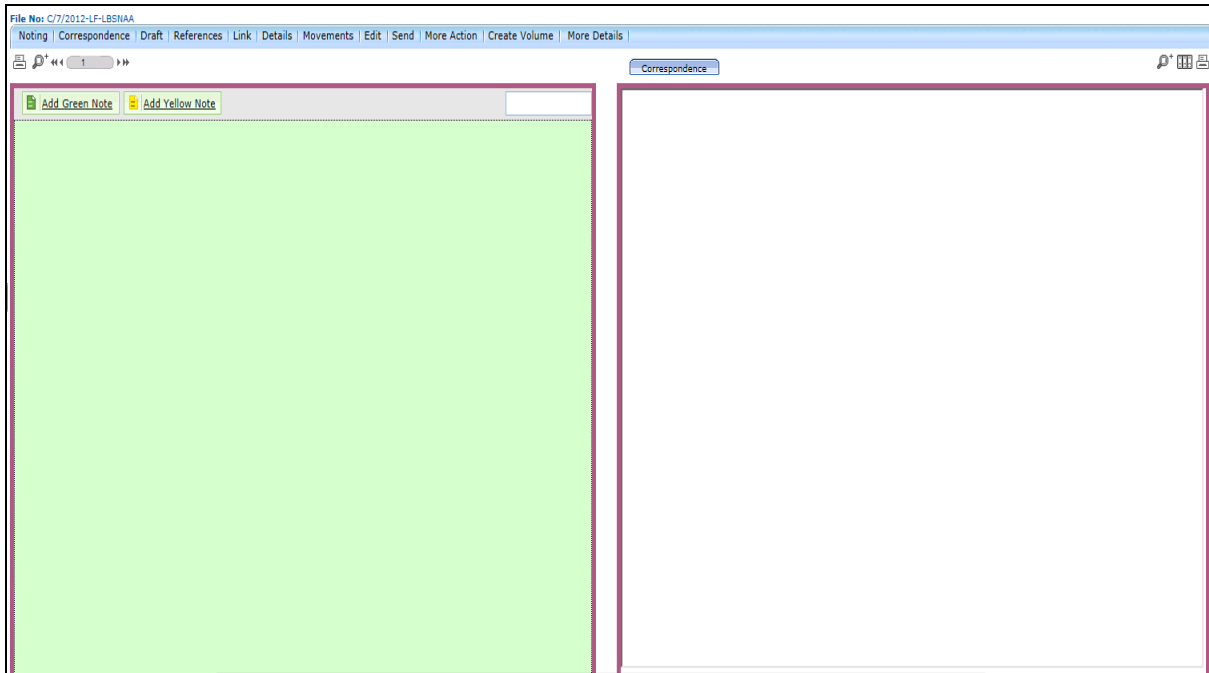 File No: C/7/2012-LF-LBSNAA
Noting | Correspondence | Draft | References | Link | Details | Movements | Edit | Send | More Action | Create Volume | More Details |
1
Correspondence
Add Green Note Add Yellow Note